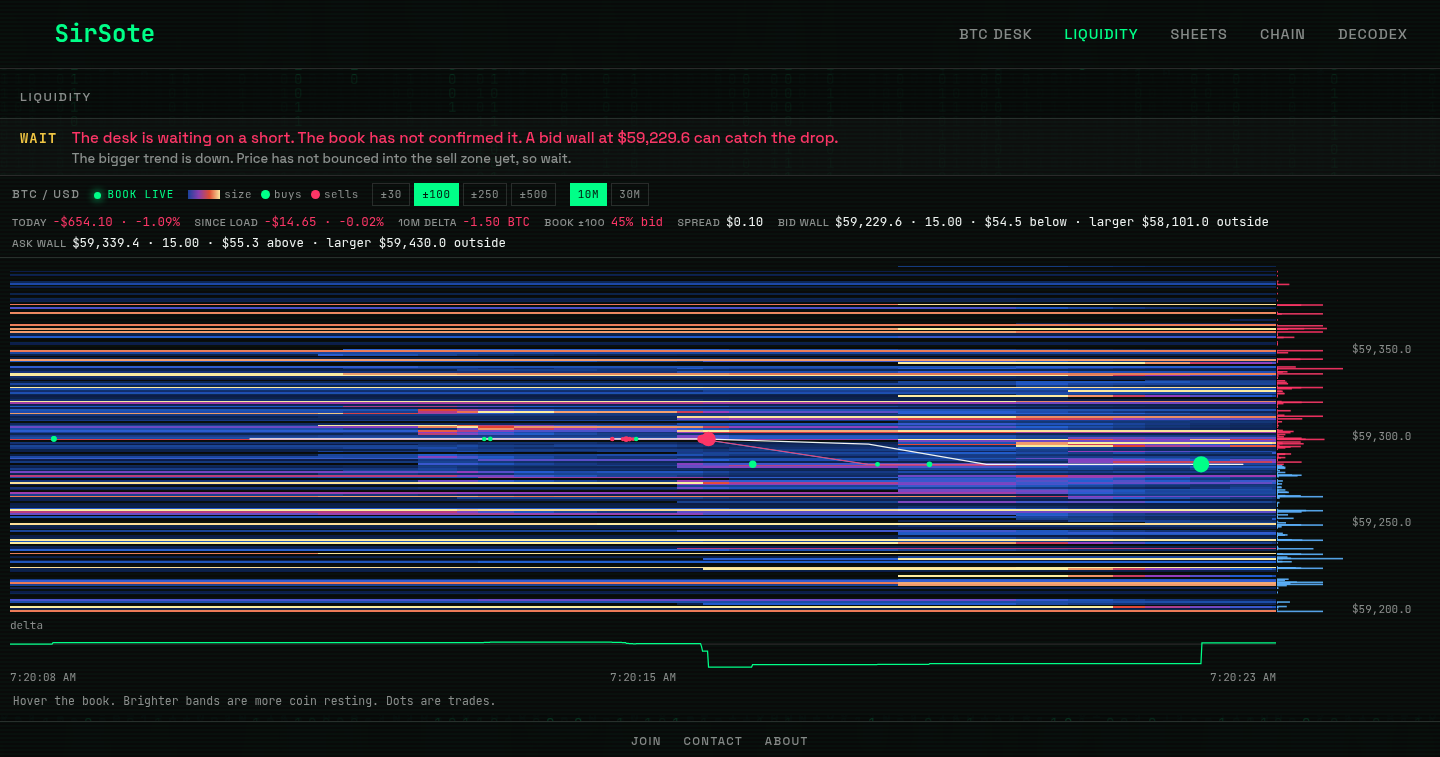 SirSote
BTC DESK LIQUIDITY SHEETS CHAIN DECODEX
LIQUIDITY
WAIT The desk is waiting on a short. The book has not confirmed it. A bid wall at $59,229.6 can catch the drop.
The bigger trend is down. Price has not bounced into the sell zone yet, so wait.
BTC / USD BOOK LIVE size buys sells ±30 ±100 ±250 ±500 10M 30M
TODAY -$654.10 · -1.09% SINCE LOAD -$14.65 · -0.02% 10M DELTA -1.50 BTC BOOK ±100 45% bid SPREAD $0.10 BID WALL $59,229.6 · 15.00 · $54.5 below · larger $58,101.0 outside
ASK WALL $59,339.4 · 15.00 · $55.3 above · larger $59,430.0 outside
$59,350.0
$59,300.0
$59,250.0
$59,200.0
delta
7:20:08 AM 7:20:15 AM 7:20:23 AM
Hover the book. Brighter bands are more coin resting. Dots are trades.
JOIN CONTACT ABOUT